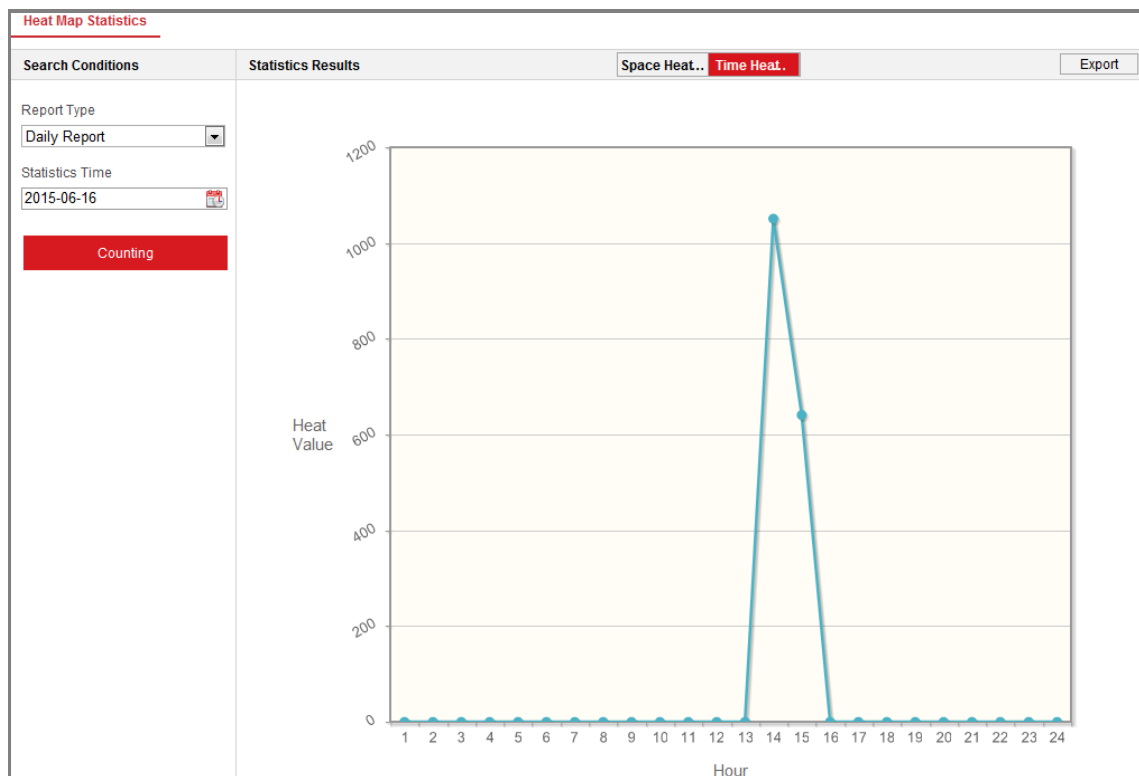 Heat Map Statistics
Search Conditions
Statistics Results
Space Heat...
Time Heat..
Export
Report Type
Daily Report
Statistics Time
2015-06-16
Counting
1200
1000
800
600
400
200
0
Heat
Value
1 2 3 4 5 6 7 8 9 10 11 12 13 14 15 16 17 18 19 20 21 22 23 24
Hour